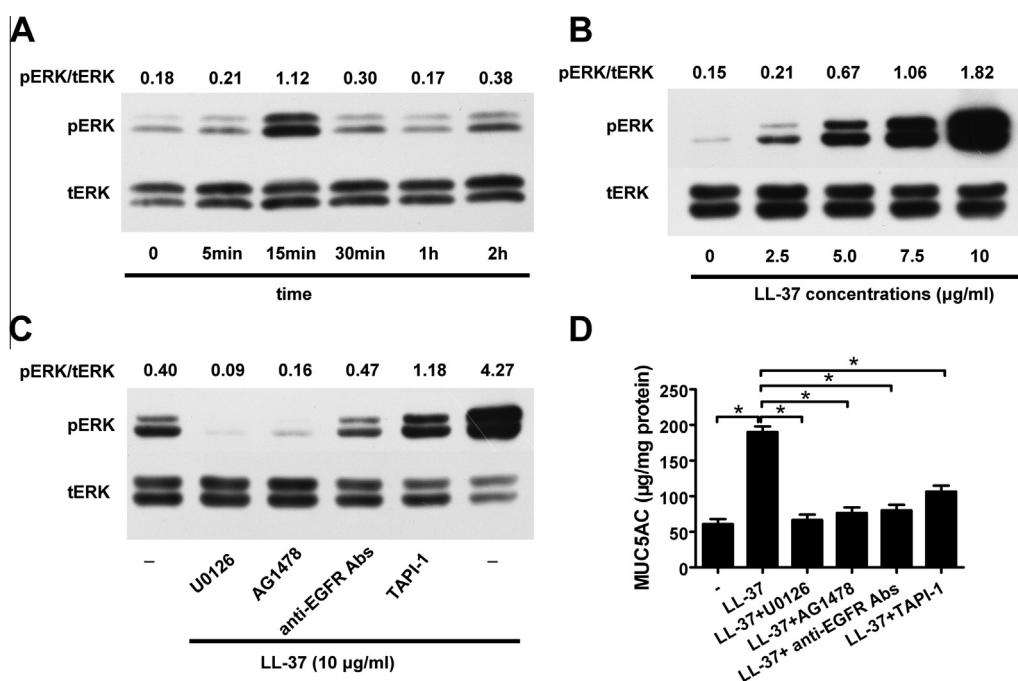 A
pERK/tERK 0.18 0.21 1.12 0.30 0.17 0.38
pERK
tERK
0 5min 15min 30min 1h 2h
time
B
pERK/tERK 0.15 0.21 0.67 1.06 1.82
pERK
tERK
0 2.5 5.0 7.5 10
LL-37 concentrations (µg/ml)
C
pERK/tERK 0.40 0.09 0.16 0.47 1.18 4.27
pERK
tERK
– U0126 AG1478 anti-EGFR Abs TAPI-1 –
LL-37 (10 µg/ml)
D
MUC5AC (µg/mg protein)
250
200
150
100
50
0
* * * * *
- LL-37 LL-37+U0126 LL-37+AG1478 LL-37+ anti-EGFR Abs LL-37+TAPI-1